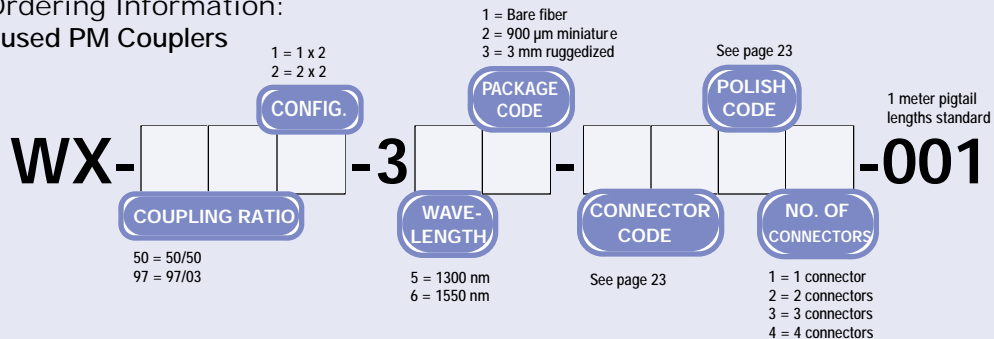 Ordering Information:
used PM Couplers
1 = 1 x 2
2 = 2 x 2
CONFIG.
1 = Bare fiber
2 = 900 µm miniature
3 = 3 mm ruggedized
PACKAGE
CODE
See page 23
POLISH
CODE
1 meter pigtail
lengths standard
WX- -3 - -001
COUPLING RATIO
50 = 50/50
97 = 97/03
WAVE-
LENGTH
5 = 1300 nm
6 = 1550 nm
CONNECTOR
CODE
See page 23
NO. OF
CONNECTORS
1 = 1 connector
2 = 2 connectors
3 = 3 connectors
4 = 4 connectors